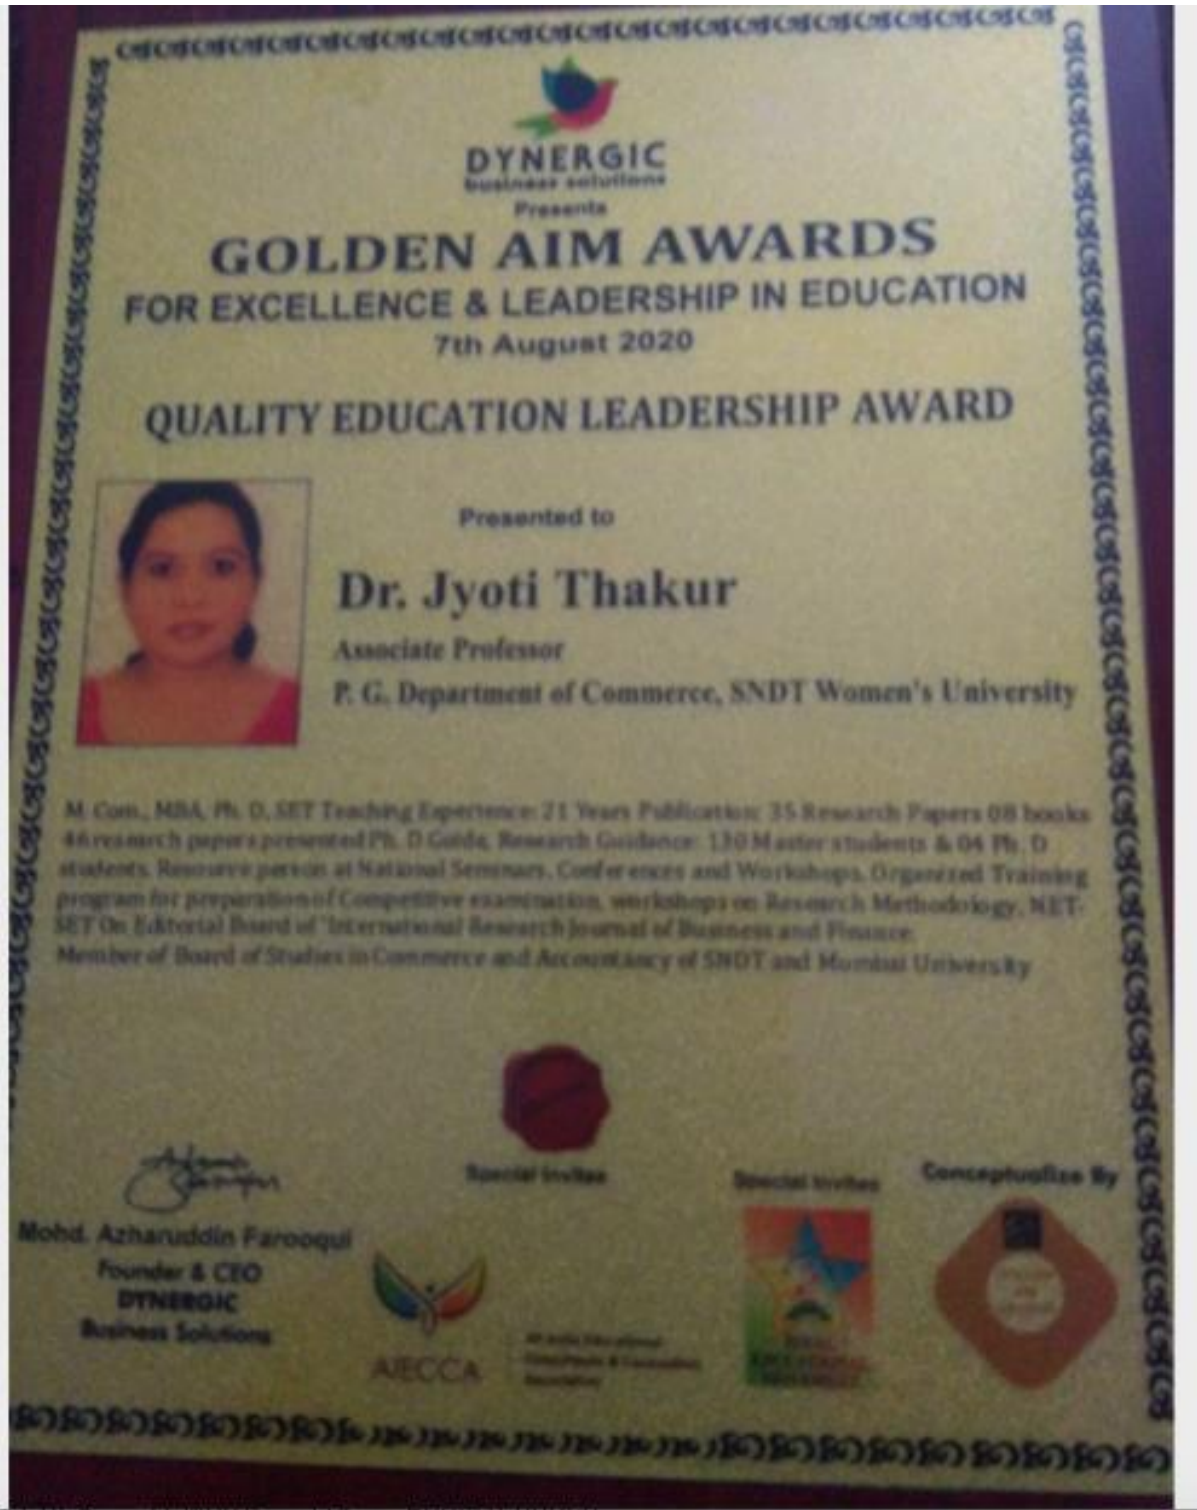 DYNERGIC
business solutions
Presents
GOLDEN AIM AWARDS
FOR EXCELLENCE & LEADERSHIP IN EDUCATION
7th August 2020
QUALITY EDUCATION LEADERSHIP AWARD
Presented to
Dr. Jyoti Thakur
Associate Professor
P. G. Department of Commerce, SNDT Women's University
M. Com., MBA, Ph. D, SET Teaching Experience: 21 Years Publication: 35 Research Papers 08 books
46 research papers presented Ph. D Guide, Research Guidance: 130 Master students & 04 Ph. D
students. Resource person at National Seminars, Conferences and Workshops, Organized Training
program for preparation of Competitive examination, workshops on Research Methodology, NET-
SET On Editorial Board of "International Research Journal of Business and Finance.
Member of Board of Studies in Commerce and Accountancy of SNDT and Mumbai University
Special Invitee
Special Invitee
Conceptualize By
Mohd. Azharuddin Farooqui
Founder & CEO
DYNERGIC
Business Solutions
AIECCA
All India Educational